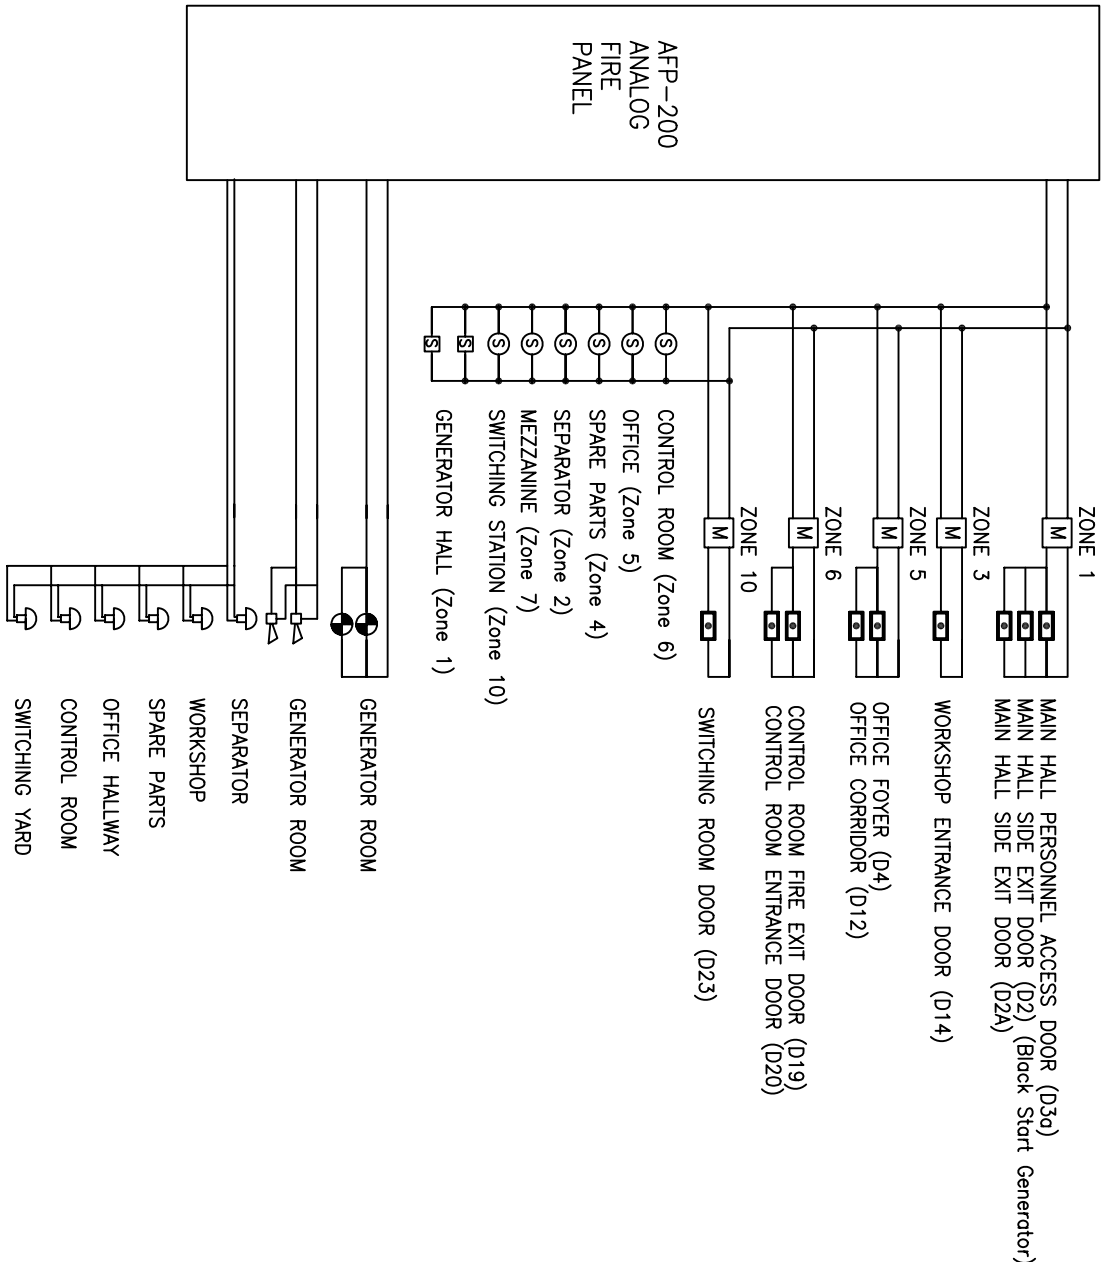 AFP-200
ANALOG
FIRE
PANEL
ZONE 1
M
MAIN HALL PERSONNEL ACCESS DOOR (D3a)
MAIN HALL SIDE EXIT DOOR (D2) (Black Start Generator)
MAIN HALL SIDE EXIT DOOR (D2A)
ZONE 3
M
WORKSHOP ENTRANCE DOOR (D14)
ZONE 5
M
OFFICE FOYER (D4)
OFFICE CORRIDOR (D12)
ZONE 6
M
CONTROL ROOM FIRE EXIT DOOR (D19)
CONTROL ROOM ENTRANCE DOOR (D20)
ZONE 10
M
SWITCHING ROOM DOOR (D23)
S
CONTROL ROOM (Zone 6)
S
OFFICE (Zone 5)
S
SPARE PARTS (Zone 4)
S
SEPARATOR (Zone 2)
S
MEZZANINE (Zone 7)
S
SWITCHING STATION (Zone 10)
S
S
GENERATOR HALL (Zone 1)
GENERATOR ROOM
GENERATOR ROOM
SEPARATOR
WORKSHOP
SPARE PARTS
OFFICE HALLWAY
CONTROL ROOM
SWITCHING YARD